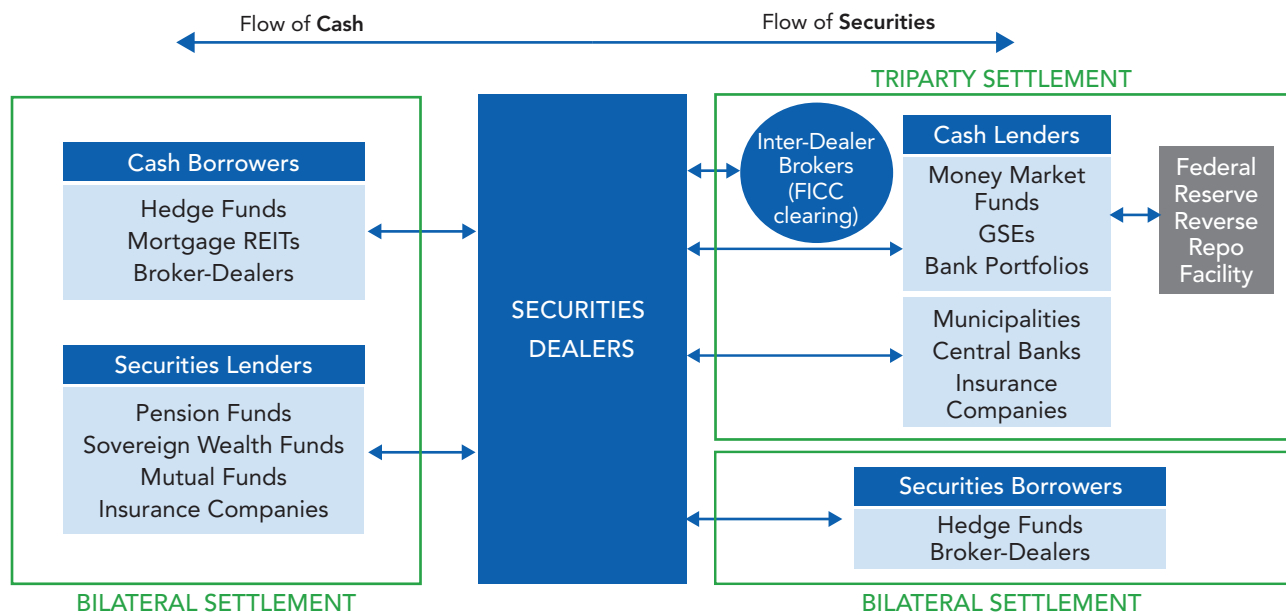 Flow of Cash
Flow of Securities
TRIPARTY SETTLEMENT
Cash Borrowers
Hedge Funds
Mortgage REITs
Broker-Dealers
Securities Lenders
Pension Funds
Sovereign Wealth Funds
Mutual Funds
Insurance Companies
BILATERAL SETTLEMENT
SECURITIES
DEALERS
Inter-Dealer
Brokers
(FICC
clearing)
Cash Lenders
Money Market
Funds
GSEs
Bank Portfolios
Municipalities
Central Banks
Insurance
Companies
Federal
Reserve
Reverse
Repo
Facility
Securities Borrowers
Hedge Funds
Broker-Dealers
BILATERAL SETTLEMENT